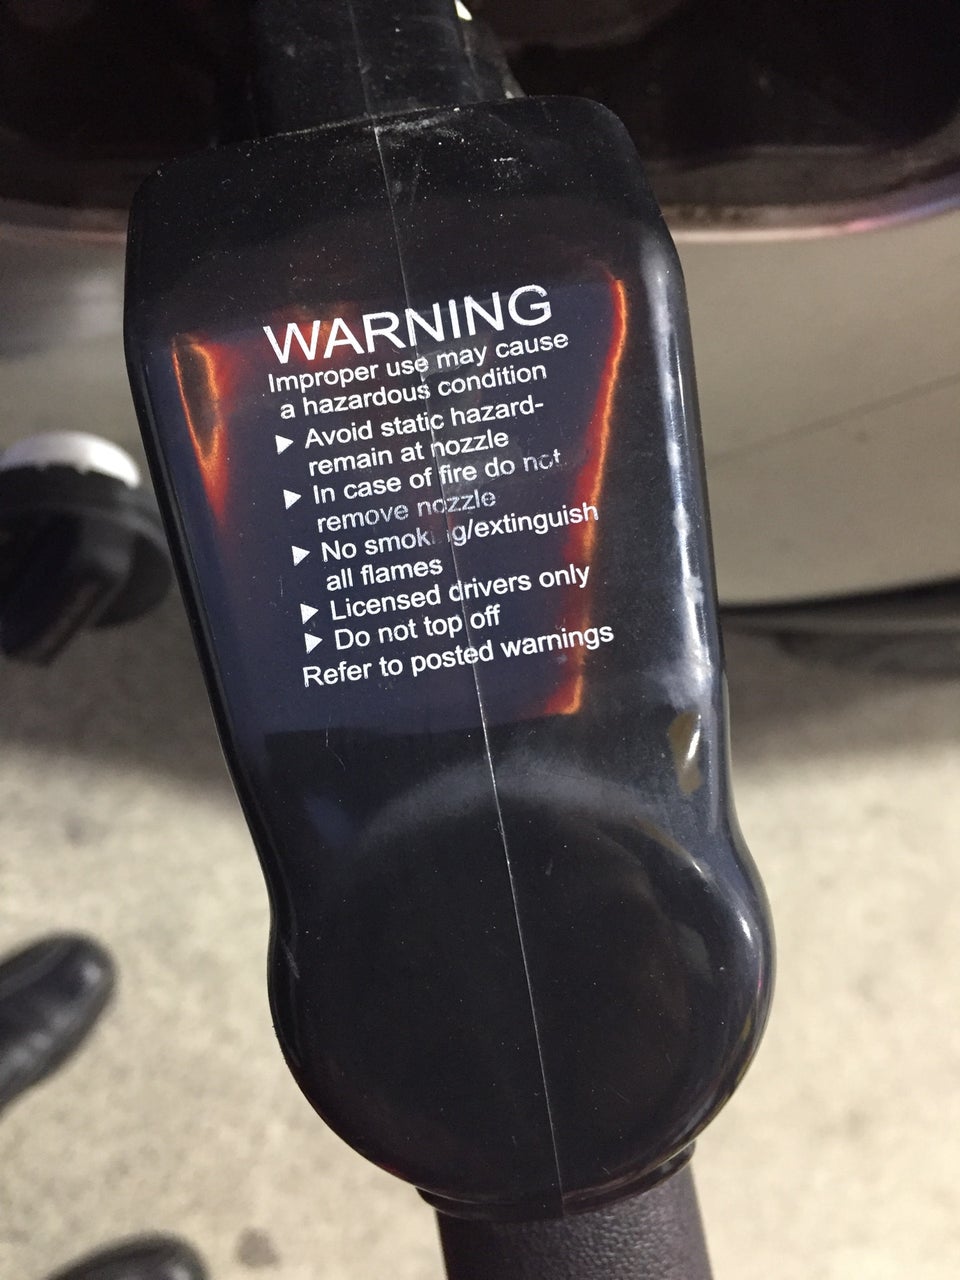 WARNING
Improper use may cause
a hazardous condition
▶ Avoid static hazard-
remain at nozzle
▶ In case of fire do not
remove nozzle
▶ No smoking/extinguish
all flames
▶ Licensed drivers only
▶ Do not top off
Refer to posted warnings